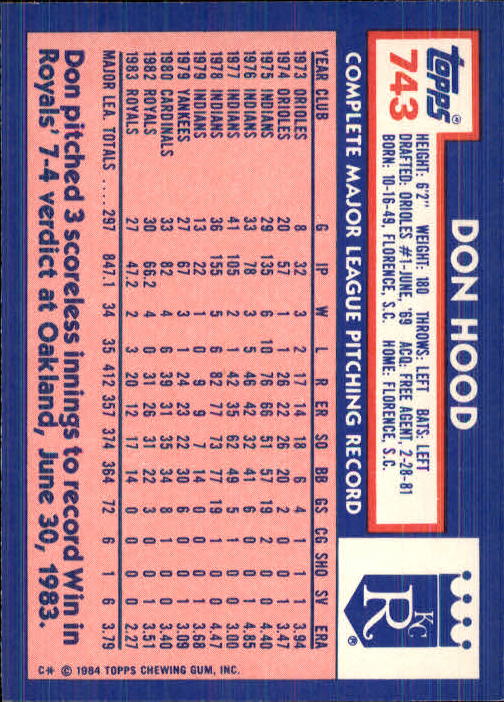 topps®
743
DON HOOD
HEIGHT: 6'2" WEIGHT: 180 THROWS: LEFT BATS: LEFT
DRAFTED: ORIOLES #1-JUNE, '69 ACQ: FREE AGENT, 2-28-81
BORN: 10-16-49, FLORENCE, S.C. HOME: FLORENCE, S.C.
KC
R®
COMPLETE MAJOR LEAGUE PITCHING RECORD
YEAR CLUB G IP W L R ER SO BB GS CG SHO SV ERA
1973 ORIOLES 8 32 3 2 17 14 18 6 4 1 1 1 3.94
1974 ORIOLES 20 57 1 1 26 22 26 20 2 0 0 1 3.47
1975 INDIANS 29 135 6 10 76 66 51 57 19 2 0 0 4.40
1976 INDIANS 33 78 3 5 46 42 32 41 6 0 0 1 4.85
1977 INDIANS 41 105 2 1 42 35 62 49 5 1 0 0 3.00
1978 INDIANS 36 155 5 6 82 77 73 77 19 1 0 0 4.47
1979 INDIANS 13 22 1 0 9 9 7 14 0 0 0 1 3.68
1979 YANKEES 27 67 3 1 24 23 22 30 6 0 0 1 3.09
1980 CARDINALS 33 82 4 6 39 31 35 34 8 1 0 0 3.40
1982 ROYALS 30 66.2 4 0 31 26 31 22 3 0 0 1 3.51
1983 ROYALS 27 47.2 2 3 20 12 17 14 0 0 0 0 2.27
MAJOR LEA. TOTALS .... 297 847.1 34 35 412 357 374 364 72 6 1 6 3.79
Don pitched 3 scoreless innings to record Win in
Royals' 7-4 verdict at Oakland, June 30, 1983.
C* © 1984 TOPPS CHEWING GUM, INC.